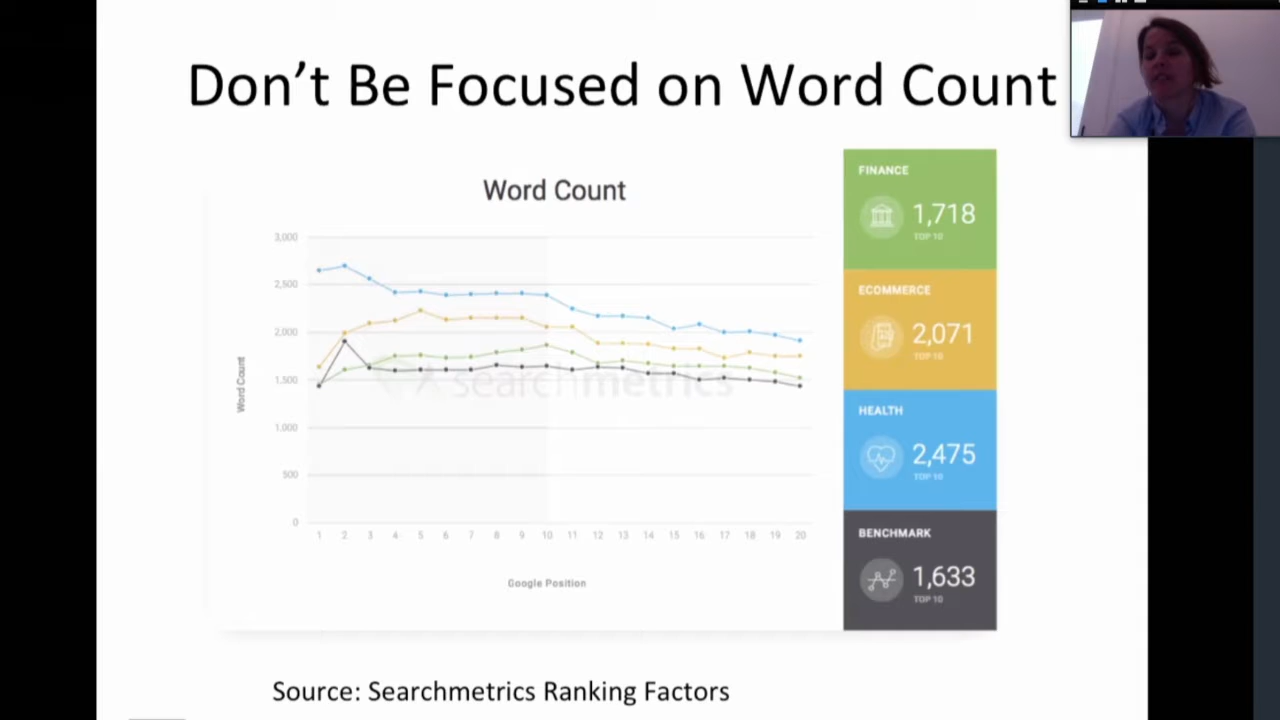 Don't Be Focused on Word Count
Word Count
3,000
2,500
2,000
1,500
1,000
500
0
Word Count
searchmetrics
1 2 3 4 5 6 7 8 9 10 11 12 13 14 15 16 17 18 19 20
Google Position
FINANCE
1,718
TOP 10
ECOMMERCE
2,071
TOP 10
HEALTH
2,475
TOP 10
BENCHMARK
1,633
TOP 10
Source: Searchmetrics Ranking Factors